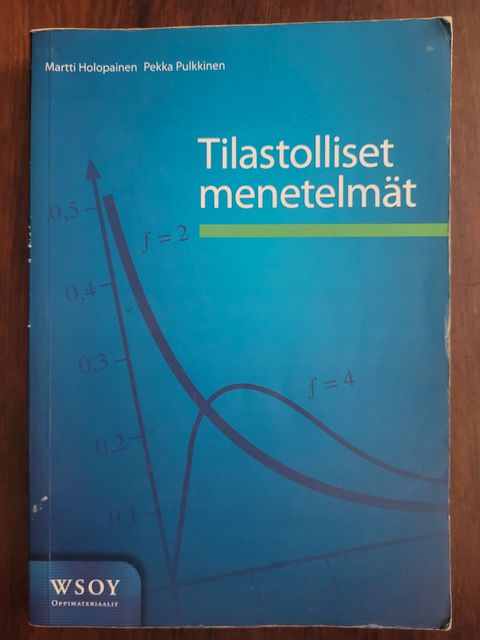 Martti Holopainen Pekka Pulkkinen
Tilastolliset
menetelmät
0,5
f = 2
0,4
0,3
f = 4
0,2
0,1
WSOY
OPPIMATERIAALIT